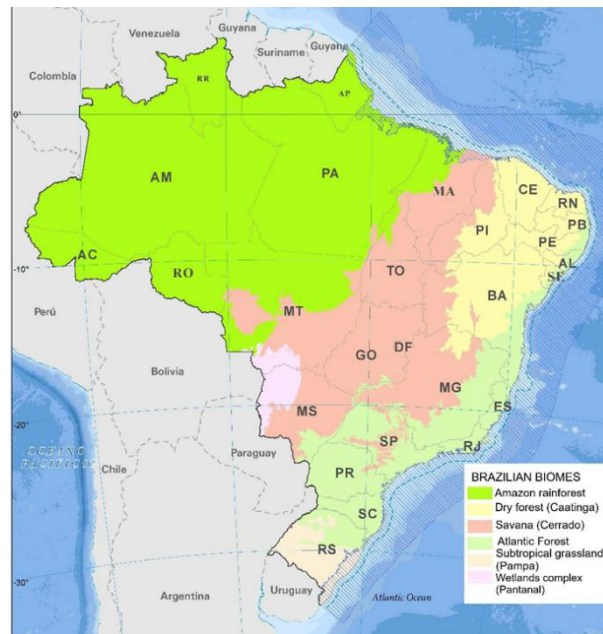 Guyana
Venezuela
Suriname
Guyane
Colombia
RR
AP
0°
AM
PA
MA
CE
RN
PI
PB
PE
AC
AL
RO
SE
-10°
TO
BA
MT
Perú
DF
GO
Bolivia
MG
ES
MS
-20°
SP
OCEANO
PACÍFICO
RJ
Chile
Paraguay
PR
SC
RS
-30°
Uruguay
Argentina
Atlantic Ocean
BRAZILIAN BIOMES
Amazon rainforest
Dry forest (Caatinga)
Savana (Cerrado)
Atlantic Forest
Subtropical grassland
(Pampa)
Wetlands complex
(Pantanal)